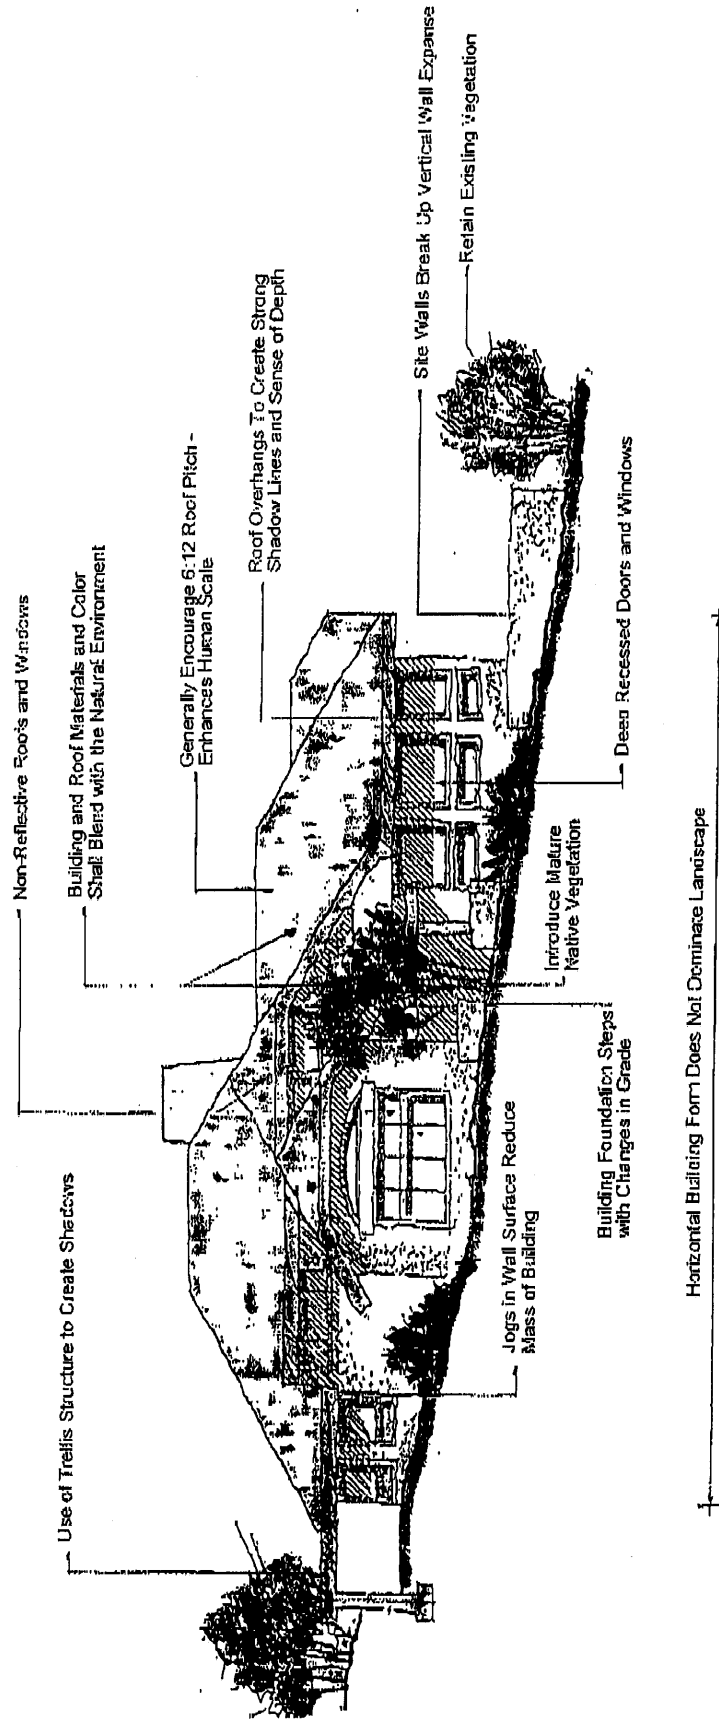 Use of Trellis Structure to Create Shadows
Non-Reflective Roofs and Windows
Building and Roof Materials and Color
Shall Blend with the Natural Environment
Generally Encourage 6:12 Roof Pitch -
Enhances Human Scale
Roof Overhangs To Create Strong
Shadow Lines and Sense of Depth
Site Walls Break Up Vertical Wall Expanse
Retain Existing Vegetation
Jogs in Wall Surface Reduce
Mass of Building
Building Foundation Steps
with Changes in Grade
Introduce Mature
Native Vegetation
Deep Recessed Doors and Windows
Horizontal Building Form Does Not Dominate Landscape